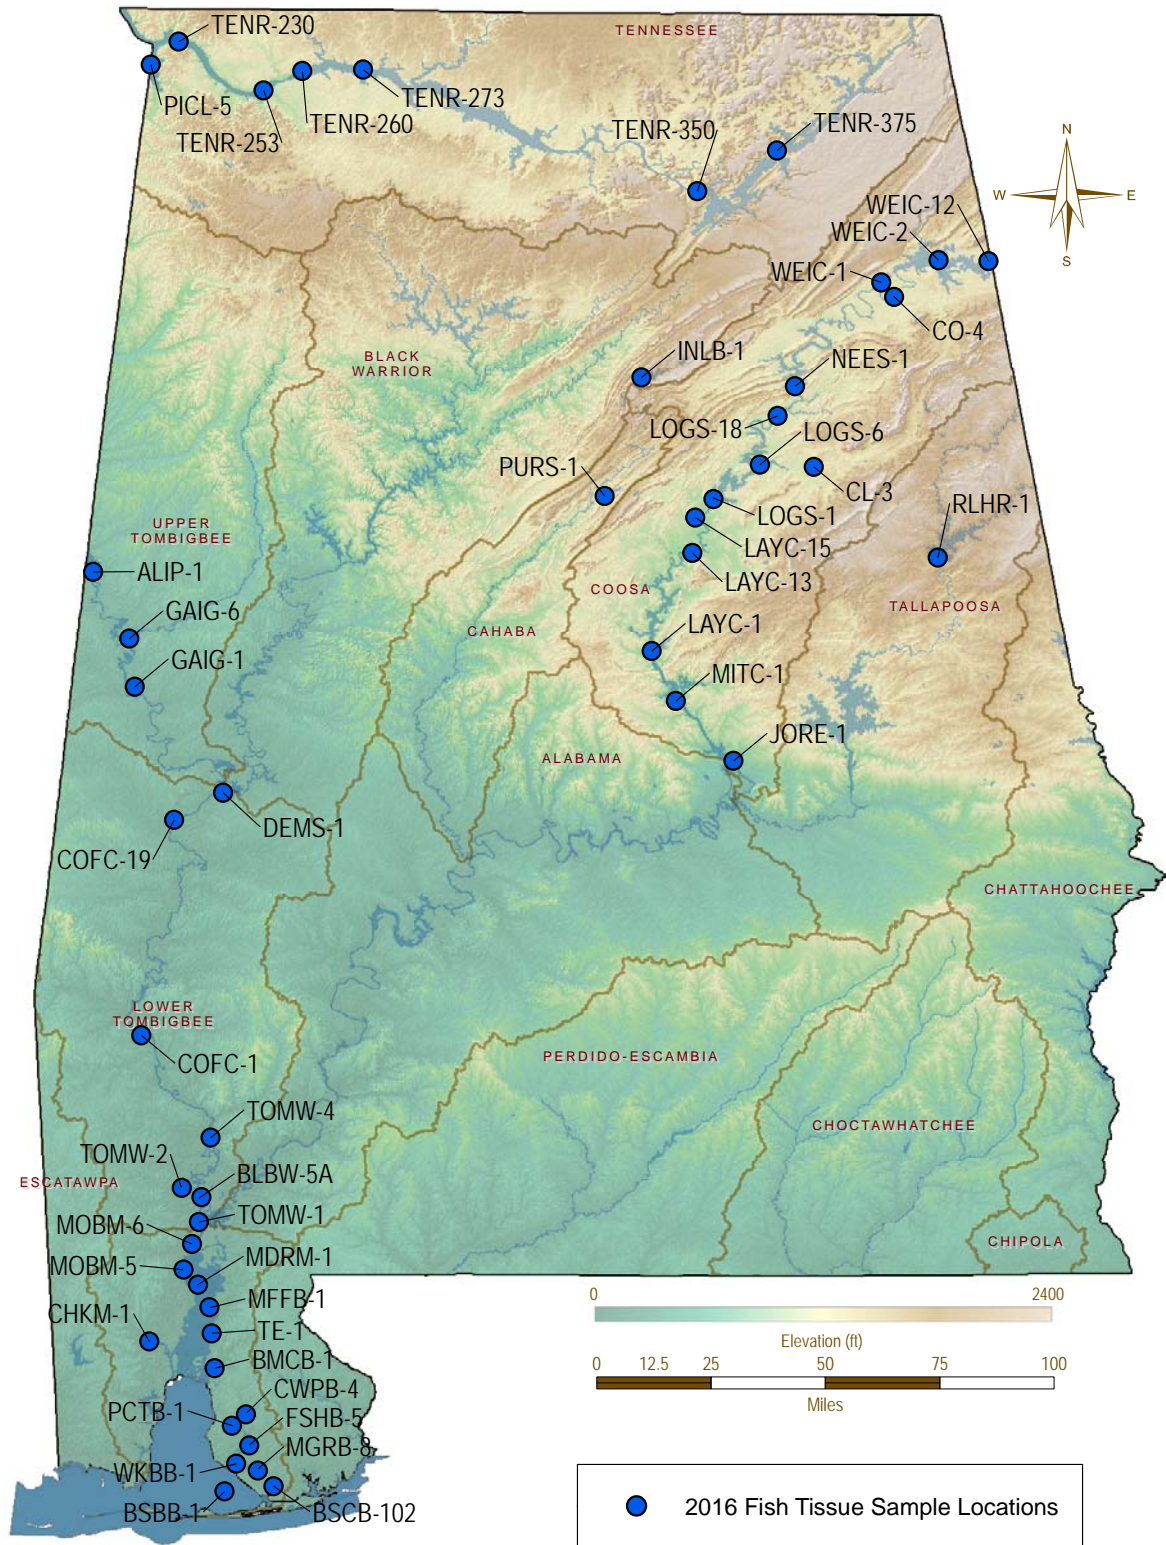 TENR-230
TENNESSEE
PICL-5
TENR-273
TENR-260
TENR-253
TENR-350
TENR-375
N
W
E
S
WEIC-12
WEIC-2
WEIC-1
CO-4
BLACK
WARRIOR
INLB-1
NEES-1
LOGS-18
LOGS-6
PURS-1
CL-3
LOGS-1
RLHR-1
UPPER
TOMBIGBEE
LAYC-15
ALIP-1
LAYC-13
COOSA
TALLAPOOSA
GAIG-6
CAHABA
LAYC-1
GAIG-1
MITC-1
JORE-1
ALABAMA
DEMS-1
COFC-19
CHATTAHOOCHEE
LOWER
TOMBIGBEE
COFC-1
PERDIDO-ESCAMBIA
TOMW-4
CHOCTAWHATCHEE
TOMW-2
BLBW-5A
ESCATAWPA
TOMW-1
MOBM-6
CHIPOLA
MOBM-5
MDRM-1
MFFB-1
CHKM-1
TE-1
BMCB-1
CWPB-4
PCTB-1
FSHB-5
MGRB-8
WKBB-1
BSBB-1
BSCB-102
0 2400
Elevation (ft)
0 12.5 25 50 75 100
Miles
2016 Fish Tissue Sample Locations